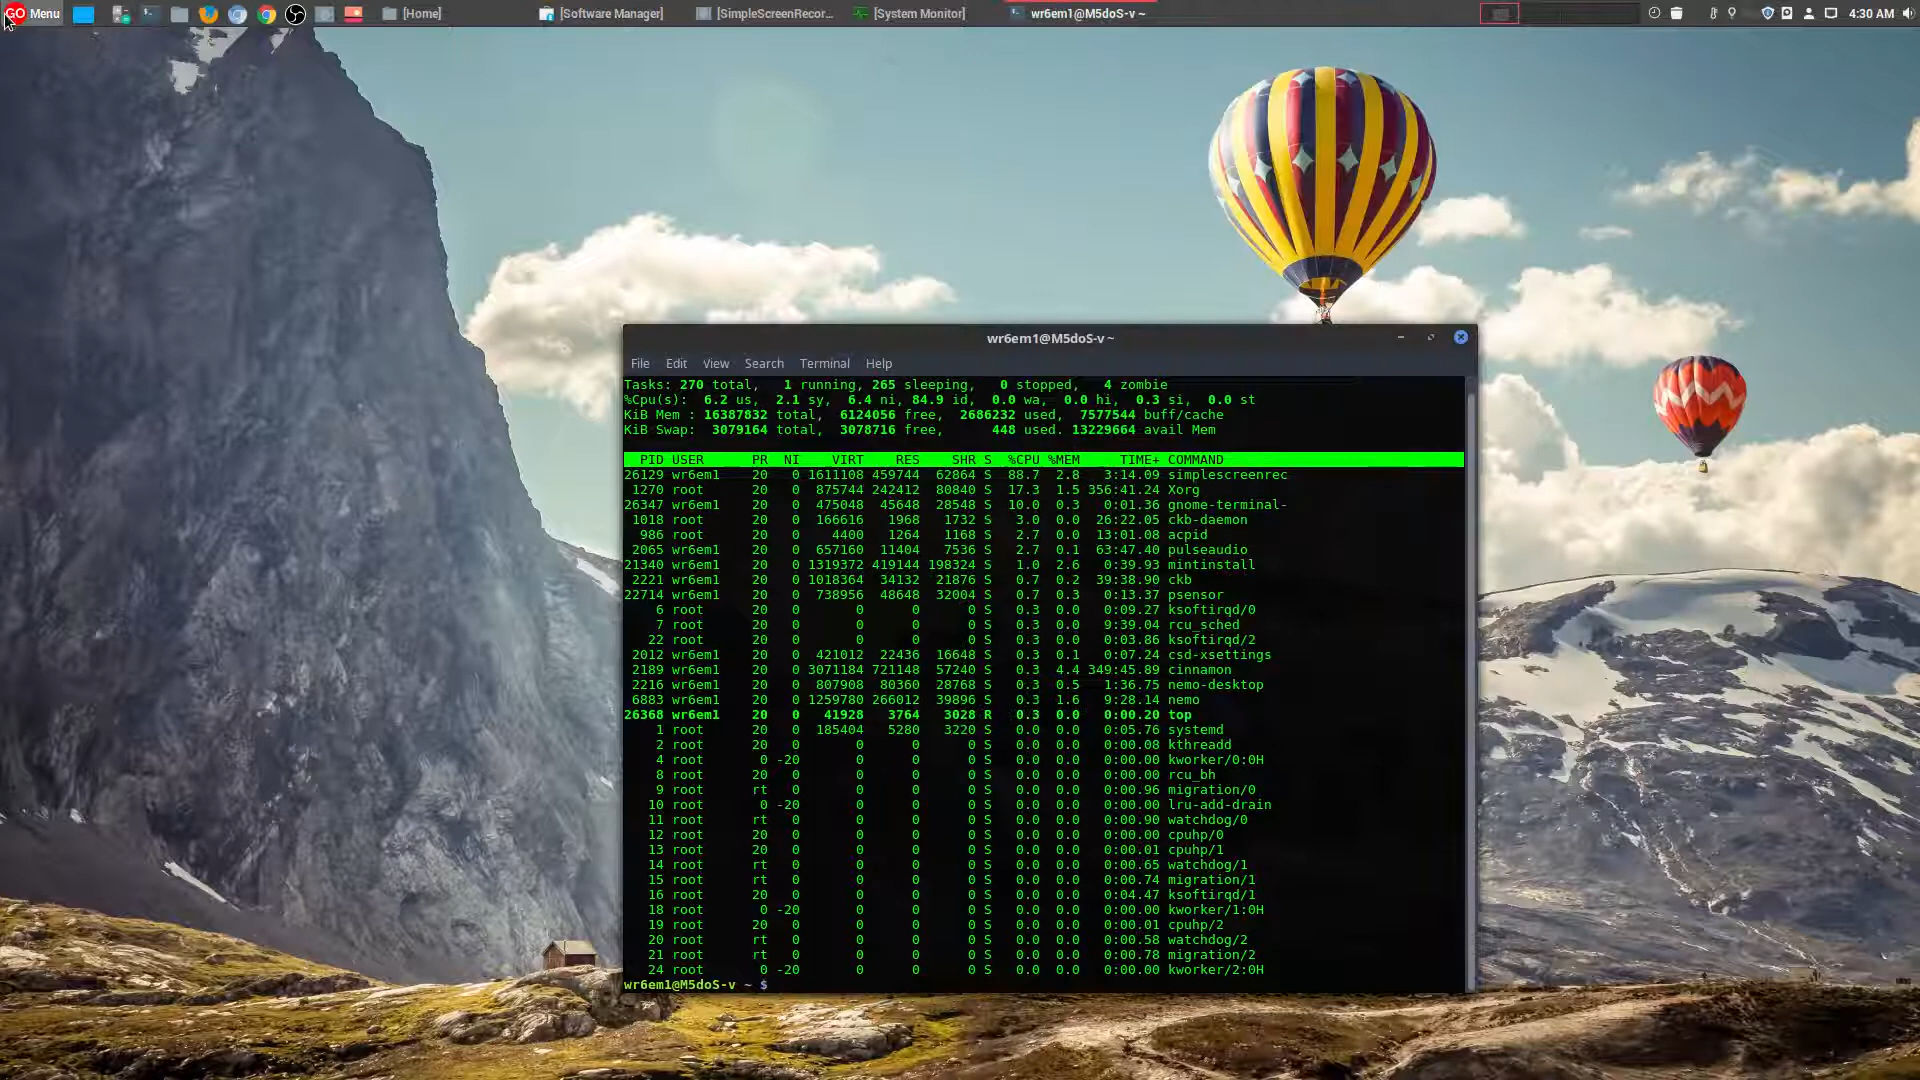 GO Menu [Home] [Software Manager] [SimpleScreenRecor... [System Monitor] wr6em1@M5doS-v ~ 4:30 AM
wr6em1@M5doS-v ~
File Edit View Search Terminal Help
Tasks: 270 total, 1 running, 265 sleeping, 0 stopped, 4 zombie
%Cpu(s): 6.2 us, 2.1 sy, 6.4 ni, 84.9 id, 0.0 wa, 0.0 hi, 0.3 si, 0.0 st
KiB Mem : 16387832 total, 6124056 free, 2686232 used, 7577544 buff/cache
KiB Swap: 3079164 total, 3078716 free, 448 used. 13229664 avail Mem
PID USER PR NI VIRT RES SHR S %CPU %MEM TIME+ COMMAND
26129 wr6em1 20 0 1611108 459744 62864 S 88.7 2.8 3:14.09 simplescreenrec
1270 root 20 0 875744 242412 80840 S 17.3 1.5 356:41.24 Xorg
26347 wr6em1 20 0 475048 45648 28548 S 10.0 0.3 0:01.36 gnome-terminal-
1018 root 20 0 166616 1968 1732 S 3.0 0.0 26:22.05 ckb-daemon
986 root 20 0 4400 1264 1168 S 2.7 0.0 13:01.08 acpid
2065 wr6em1 20 0 657160 11404 7536 S 2.7 0.1 63:47.40 pulseaudio
21340 wr6em1 20 0 1319372 419144 198324 S 1.0 2.6 0:39.93 mintinstall
2221 wr6em1 20 0 1018364 34132 21876 S 0.7 0.2 39:38.90 ckb
22714 wr6em1 20 0 738956 48648 32004 S 0.7 0.3 0:13.37 psensor
6 root 20 0 0 0 0 S 0.3 0.0 0:09.27 ksoftirqd/0
7 root 20 0 0 0 0 S 0.3 0.0 9:39.04 rcu_sched
22 root 20 0 0 0 0 S 0.3 0.0 0:03.86 ksoftirqd/2
2012 wr6em1 20 0 421012 22436 16648 S 0.3 0.1 0:07.24 csd-xsettings
2189 wr6em1 20 0 3071184 721148 57240 S 0.3 4.4 349:45.89 cinnamon
2216 wr6em1 20 0 807908 80360 28768 S 0.3 0.5 1:36.75 nemo-desktop
6883 wr6em1 20 0 1259780 266012 39896 S 0.3 1.6 9:28.14 nemo
26368 wr6em1 20 0 41928 3764 3028 R 0.3 0.0 0:00.20 top
1 root 20 0 185404 5280 3220 S 0.0 0.0 0:05.76 systemd
2 root 20 0 0 0 0 S 0.0 0.0 0:00.08 kthreadd
4 root 0 -20 0 0 0 S 0.0 0.0 0:00.00 kworker/0:0H
8 root 20 0 0 0 0 S 0.0 0.0 0:00.00 rcu_bh
9 root rt 0 0 0 0 S 0.0 0.0 0:00.96 migration/0
10 root 0 -20 0 0 0 S 0.0 0.0 0:00.00 lru-add-drain
11 root rt 0 0 0 0 S 0.0 0.0 0:00.90 watchdog/0
12 root 20 0 0 0 0 S 0.0 0.0 0:00.00 cpuhp/0
13 root 20 0 0 0 0 S 0.0 0.0 0:00.01 cpuhp/1
14 root rt 0 0 0 0 S 0.0 0.0 0:00.65 watchdog/1
15 root rt 0 0 0 0 S 0.0 0.0 0:00.74 migration/1
16 root 20 0 0 0 0 S 0.0 0.0 0:04.47 ksoftirqd/1
18 root 0 -20 0 0 0 S 0.0 0.0 0:00.00 kworker/1:0H
19 root 20 0 0 0 0 S 0.0 0.0 0:00.01 cpuhp/2
20 root rt 0 0 0 0 S 0.0 0.0 0:00.58 watchdog/2
21 root rt 0 0 0 0 S 0.0 0.0 0:00.78 migration/2
24 root 0 -20 0 0 0 S 0.0 0.0 0:00.00 kworker/2:0H
wr6em1@M5doS-v ~ $